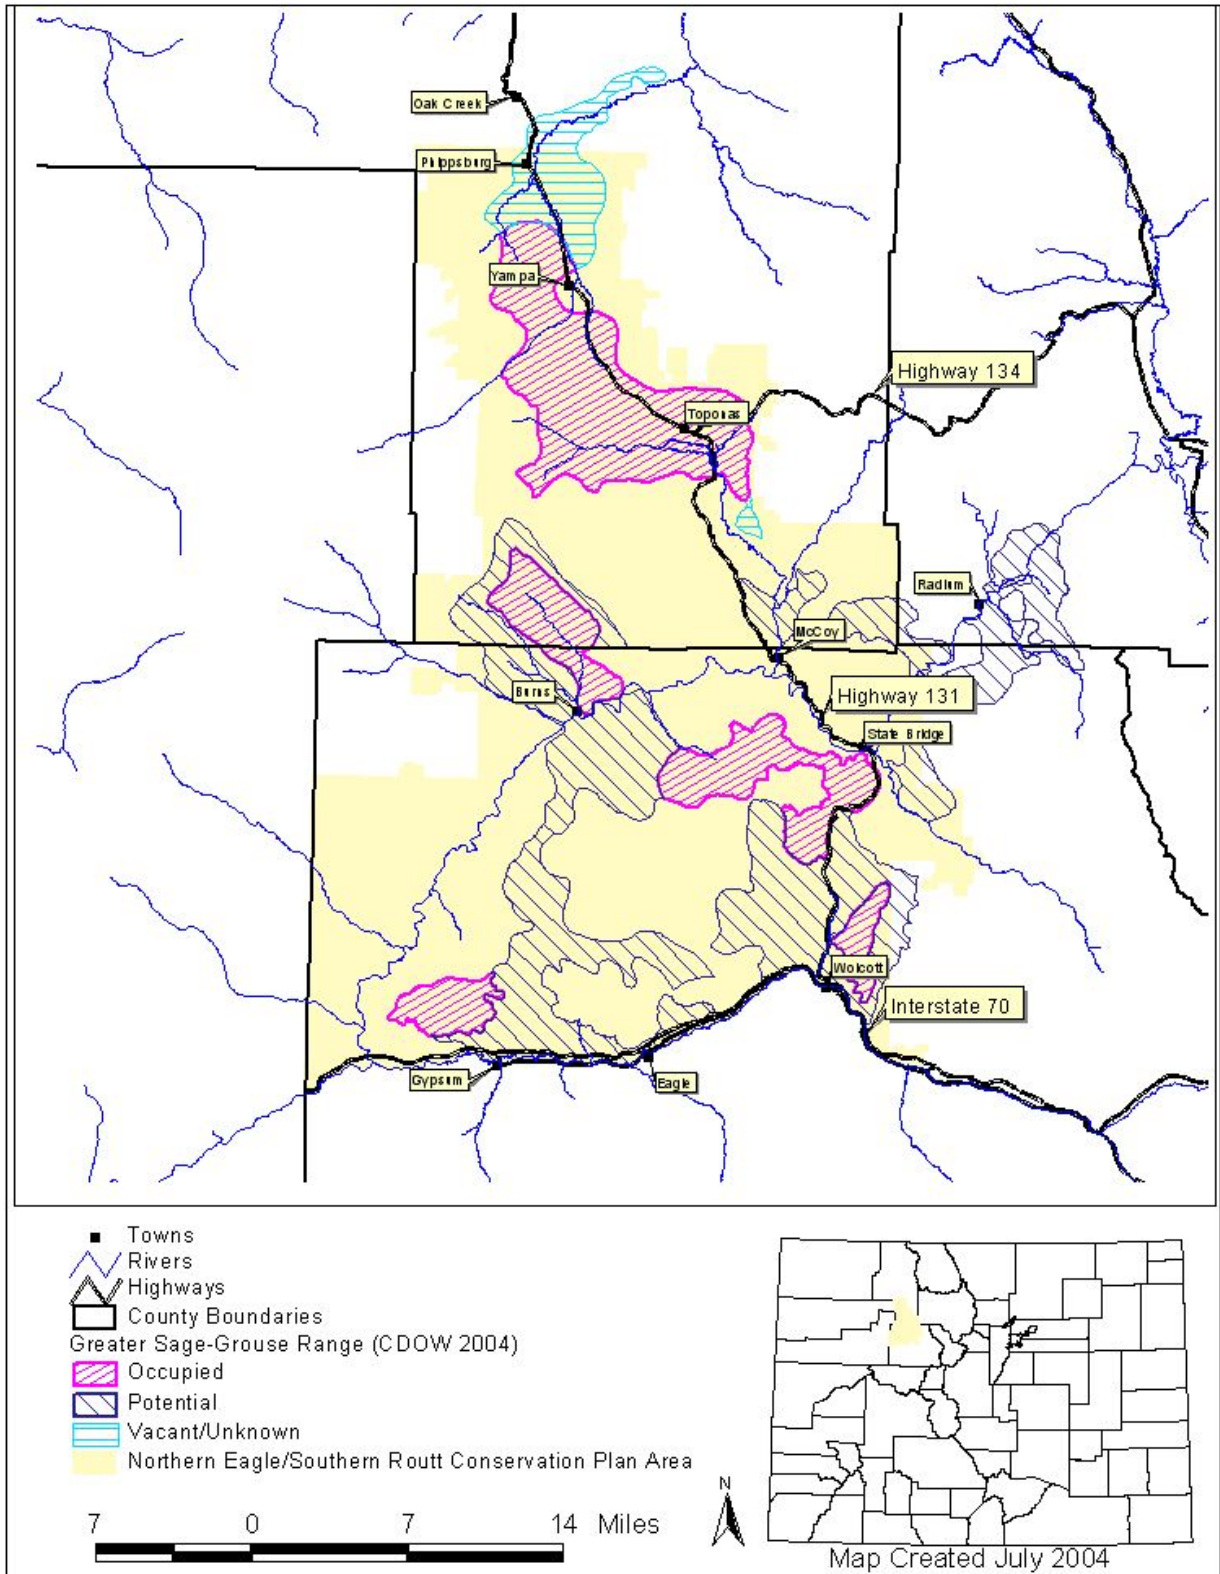 Oak Creek
Phippsburg
Yampa
Highway 134
Toponas
Radium
McCoy
Burns
Highway 131
State Bridge
Wolcott
Interstate 70
Gypsum
Eagle
Towns
Rivers
Highways
County Boundaries
Greater Sage-Grouse Range (CDOW 2004)
Occupied
Potential
Vacant/Unknown
Northern Eagle/Southern Routt Conservation Plan Area
N
7 0 7 14 Miles
Map Created July 2004